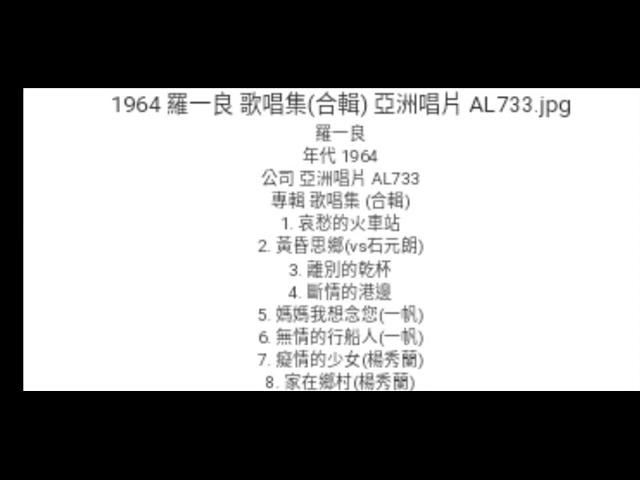 1964 羅一良 歌唱集(合輯) 亞洲唱片 AL733.jpg
羅一良
年代 1964
公司 亞洲唱片 AL733
專輯 歌唱集 (合輯)
1. 哀愁的火車站
2. 黃昏思鄉(vs石元朗)
3. 離別的乾杯
4. 斷情的港邊
5. 媽媽我想念您(一帆)
6. 無情的行船人(一帆)
7. 癡情的少女(楊秀蘭)
8. 家在鄉村(楊秀蘭)